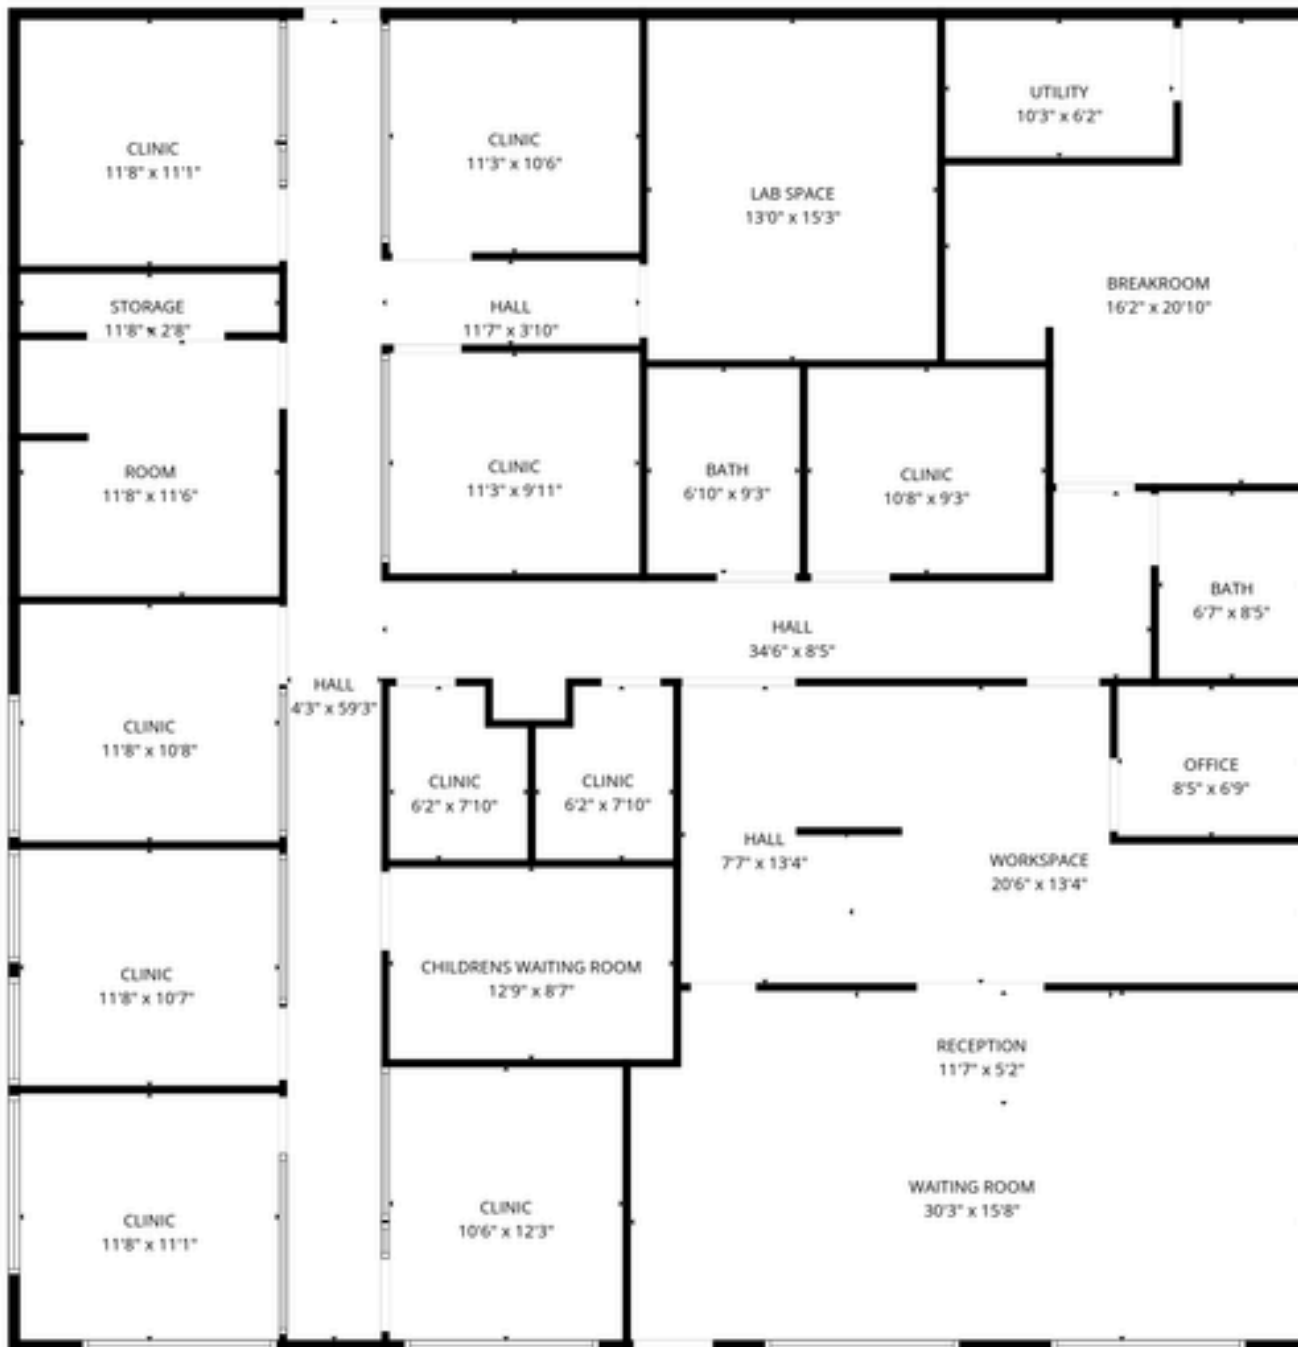 CLINIC
11'8" x 11'1"
CLINIC
11'3" x 10'6"
LAB SPACE
13'0" x 15'3"
UTILITY
10'3" x 6'2"
BREAKROOM
16'2" x 20'10"
STORAGE
11'8" x 2'8"
HALL
11'7" x 3'10"
ROOM
11'8" x 11'6"
CLINIC
11'3" x 9'11"
BATH
6'10" x 9'3"
CLINIC
10'8" x 9'3"
BATH
6'7" x 8'5"
HALL
34'6" x 8'5"
HALL
4'3" x 59'3"
CLINIC
11'8" x 10'8"
CLINIC
6'2" x 7'10"
CLINIC
6'2" x 7'10"
OFFICE
8'5" x 6'9"
HALL
7'7" x 13'4"
WORKSPACE
20'6" x 13'4"
CLINIC
11'8" x 10'7"
CHILDRENS WAITING ROOM
12'9" x 8'7"
RECEPTION
11'7" x 5'2"
CLINIC
11'8" x 11'1"
CLINIC
10'6" x 12'3"
WAITING ROOM
30'3" x 15'8"